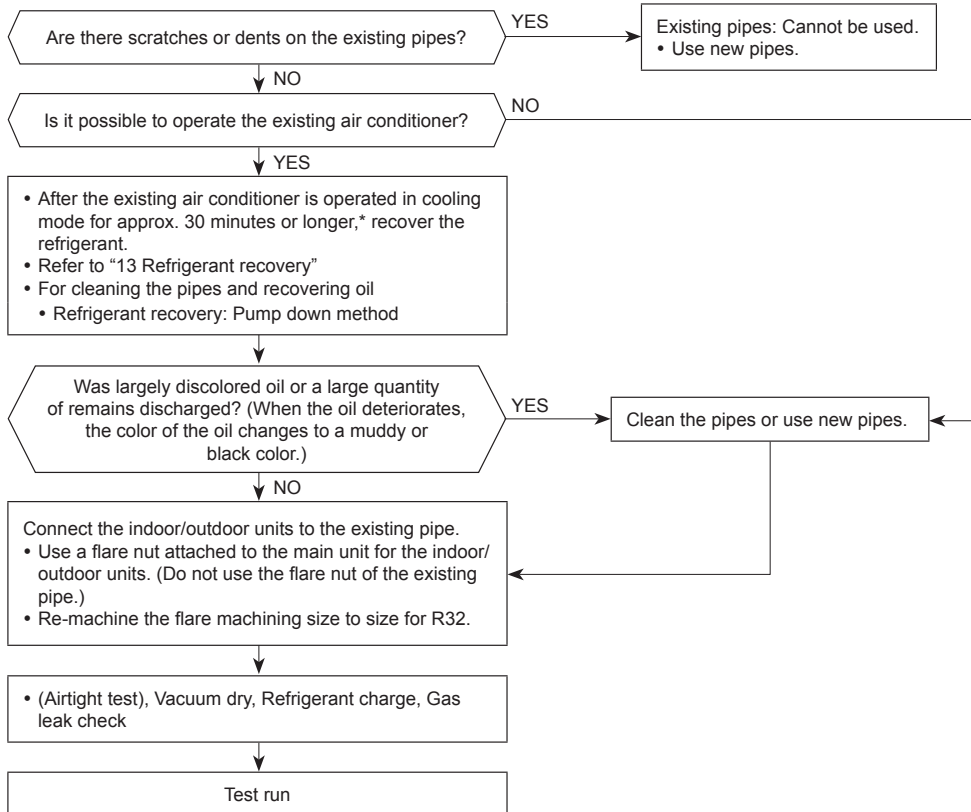 Are there scratches or dents on the existing pipes?
YES
Existing pipes: Cannot be used.
• Use new pipes.
NO
Is it possible to operate the existing air conditioner?
NO
YES
• After the existing air conditioner is operated in cooling
mode for approx. 30 minutes or longer,* recover the
refrigerant.
• Refer to “13 Refrigerant recovery”
• For cleaning the pipes and recovering oil
• Refrigerant recovery: Pump down method
Was largely discolored oil or a large quantity
of remains discharged? (When the oil deteriorates,
the color of the oil changes to a muddy or
black color.)
YES
Clean the pipes or use new pipes.
NO
Connect the indoor/outdoor units to the existing pipe.
• Use a flare nut attached to the main unit for the indoor/
outdoor units. (Do not use the flare nut of the existing
pipe.)
• Re-machine the flare machining size to size for R32.
• (Airtight test), Vacuum dry, Refrigerant charge, Gas
leak check
Test run